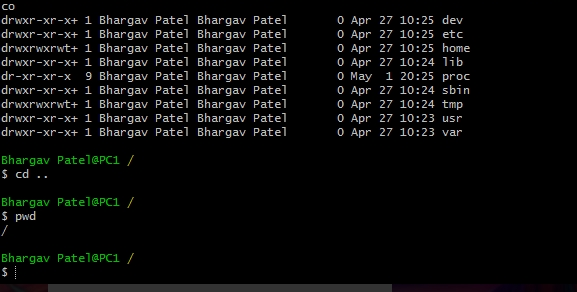 co
drwxr-xr-x+ 1 Bhargav Patel Bhargav Patel 0 Apr 27 10:25 dev
drwxr-xr-x+ 1 Bhargav Patel Bhargav Patel 0 Apr 27 10:25 etc
drwxrwxrwt+ 1 Bhargav Patel Bhargav Patel 0 Apr 27 10:25 home
drwxr-xr-x+ 1 Bhargav Patel Bhargav Patel 0 Apr 27 10:24 lib
dr-xr-xr-x 9 Bhargav Patel Bhargav Patel 0 May 1 20:25 proc
drwxr-xr-x+ 1 Bhargav Patel Bhargav Patel 0 Apr 27 10:24 sbin
drwxrwxrwt+ 1 Bhargav Patel Bhargav Patel 0 Apr 27 10:24 tmp
drwxr-xr-x+ 1 Bhargav Patel Bhargav Patel 0 Apr 27 10:23 usr
drwxr-xr-x+ 1 Bhargav Patel Bhargav Patel 0 Apr 27 10:23 var
Bhargav Patel@PC1 /
$ cd ..
Bhargav Patel@PC1 /
$ pwd
/
Bhargav Patel@PC1 /
$